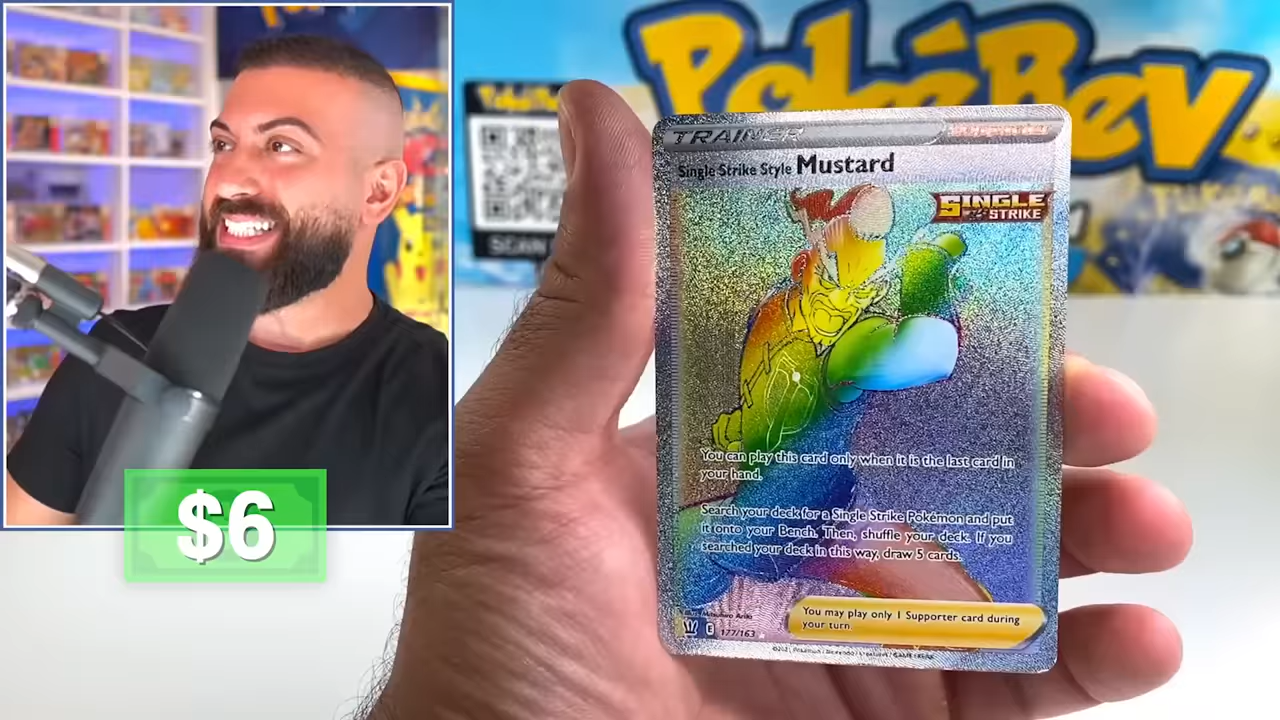 PokéRev
TRAINER
Single Strike Style Mustard
SINGLE
STRIKE
You can play this card only when it is the last card in
your hand.
Search your deck for a Single Strike Pokémon and put
it onto your Bench. Then, shuffle your deck. If you
searched your deck in this way, draw 5 cards.
You may play only 1 Supporter card during
your turn.
E 177/163
$6
SCAN